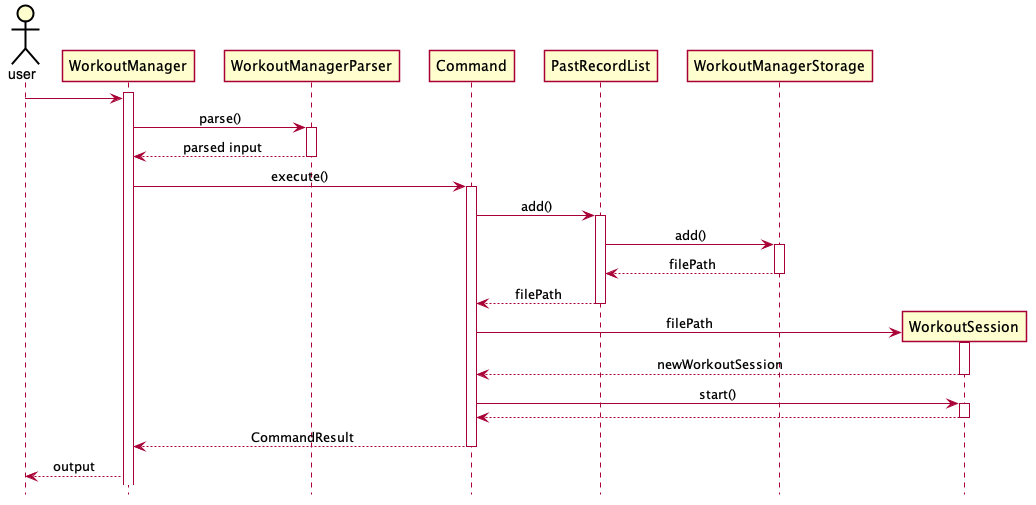 user
WorkoutManager
WorkoutManagerParser
Command
PastRecordList
WorkoutManagerStorage
parse()
parsed input
execute()
add()
add()
filePath
filePath
filePath
WorkoutSession
newWorkoutSession
start()
CommandResult
output